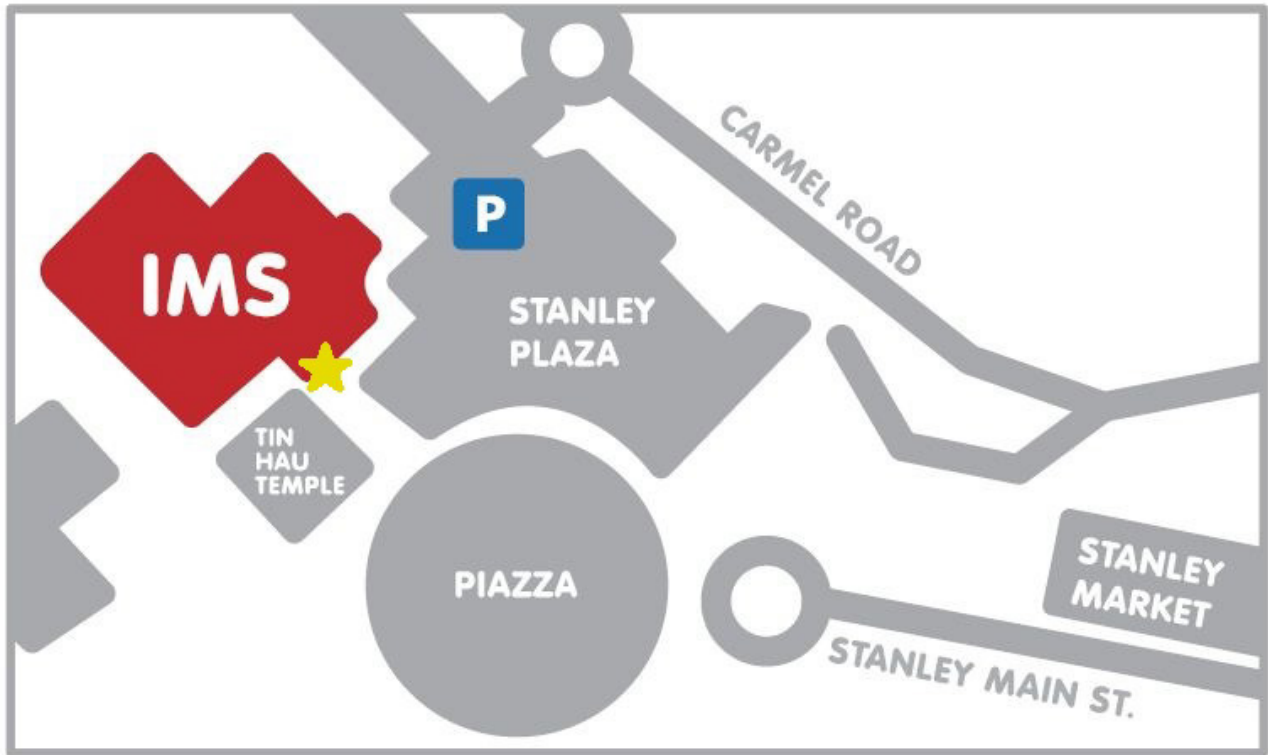 CARMEL ROAD
P
IMS
STANLEY
PLAZA
TIN
HAU
TEMPLE
PIAZZA
STANLEY
MARKET
STANLEY MAIN ST.